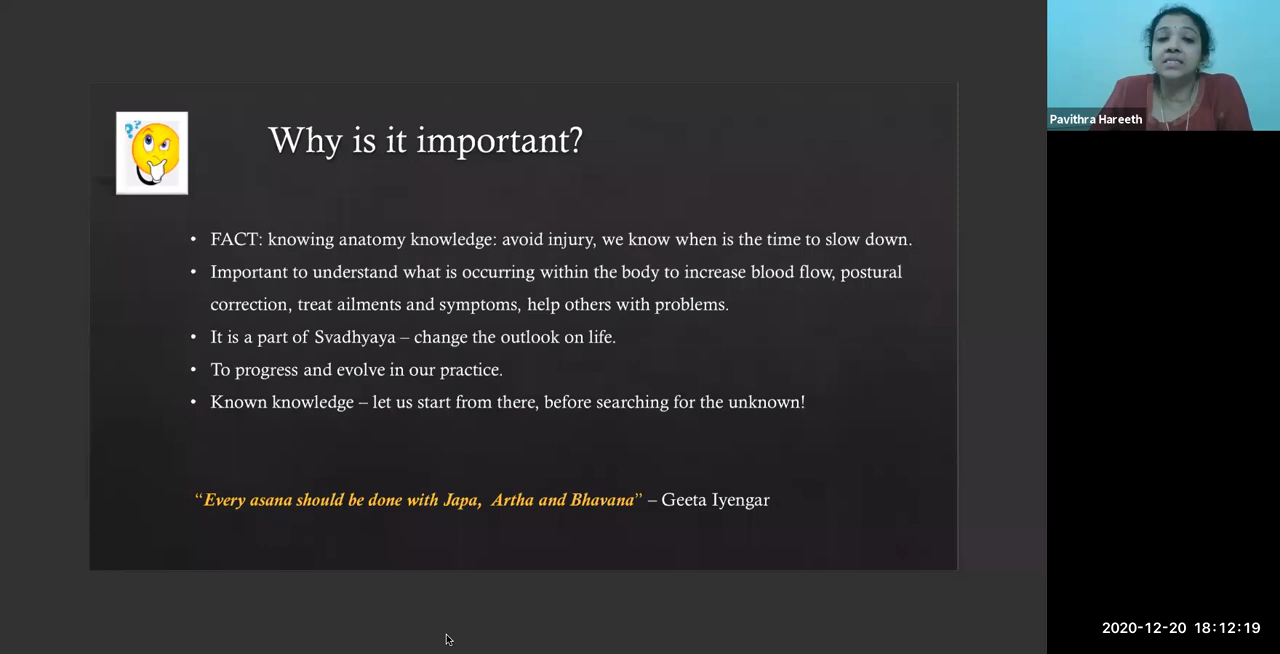 Why is it important?
• FACT: knowing anatomy knowledge: avoid injury, we know when is the time to slow down.
• Important to understand what is occurring within the body to increase blood flow, postural
correction, treat ailments and symptoms, help others with problems.
• It is a part of Svadhyaya – change the outlook on life.
• To progress and evolve in our practice.
• Known knowledge – let us start from there, before searching for the unknown!
“Every asana should be done with Japa, Artha and Bhavana” – Geeta Iyengar
Pavithra Hareeth
2020-12-20 18:12:19